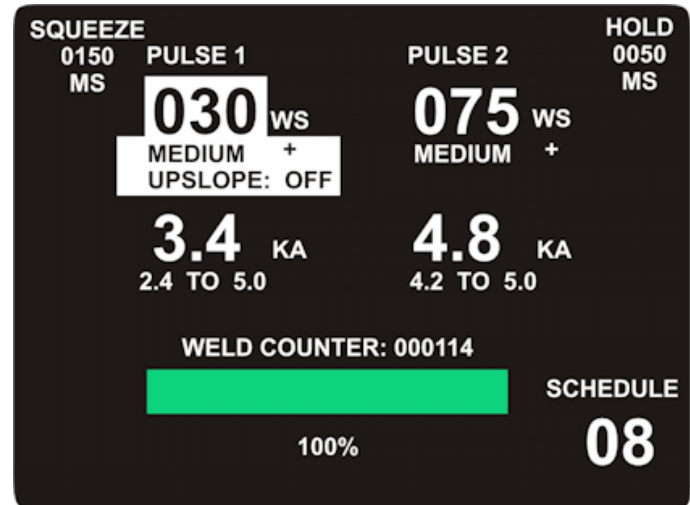 SQUEEZE
0150
MS
PULSE 1
PULSE 2
HOLD
0050
MS
030 WS
MEDIUM +
UPSLOPE: OFF
075 WS
MEDIUM +
3.4 KA
2.4 TO 5.0
4.8 KA
4.2 TO 5.0
WELD COUNTER: 000114
100%
SCHEDULE
08